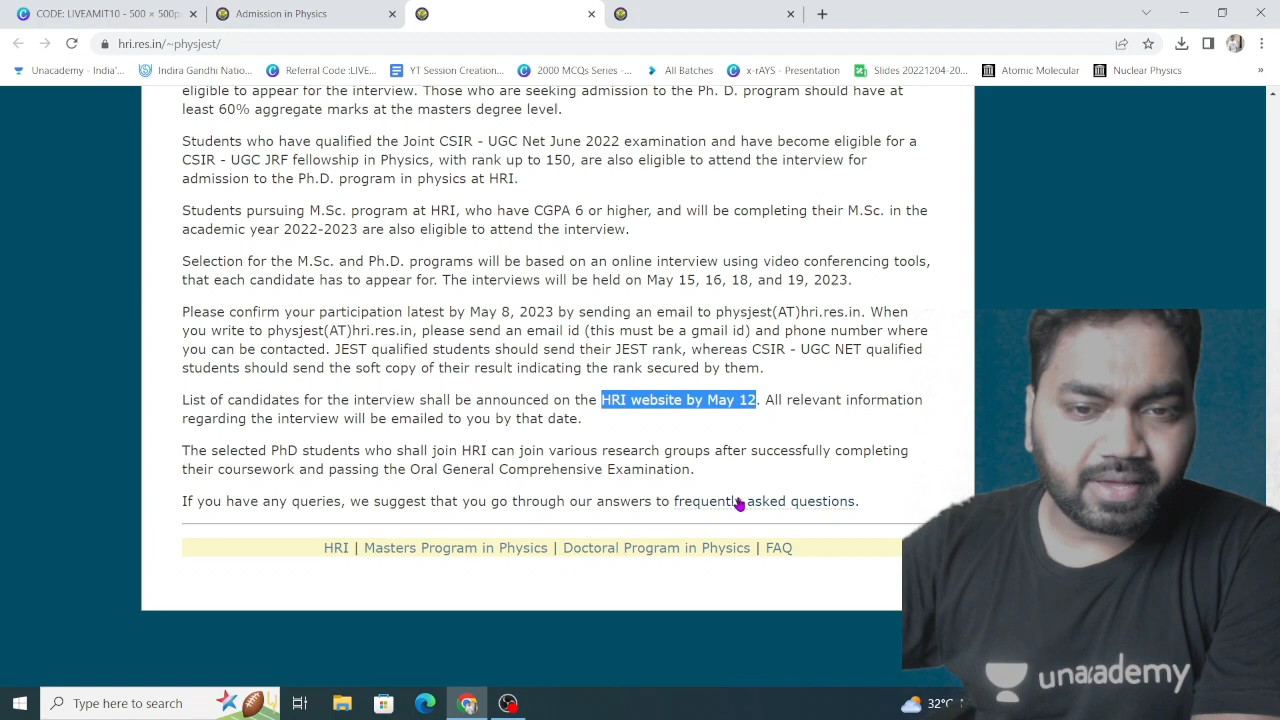 CODE: LIVEAMIT10 - 500 × 500p
Admission in Physics
hri.res.in/~physjest/
Unacademy - India'...
Indira Gandhi Natio...
Referral Code :LIVE...
YT Session Creation...
2000 MCQs Series -...
All Batches
x-rAYS - Presentation
Slides 20221204-20...
Atomic Molecular
Nuclear Physics
»
eligible to appear for the interview. Those who are seeking admission to the Ph. D. program should have at
least 60% aggregate marks at the masters degree level.
Students who have qualified the Joint CSIR - UGC Net June 2022 examination and have become eligible for a
CSIR - UGC JRF fellowship in Physics, with rank up to 150, are also eligible to attend the interview for
admission to the Ph.D. program in physics at HRI.
Students pursuing M.Sc. program at HRI, who have CGPA 6 or higher, and will be completing their M.Sc. in the
academic year 2022-2023 are also eligible to attend the interview.
Selection for the M.Sc. and Ph.D. programs will be based on an online interview using video conferencing tools,
that each candidate has to appear for. The interviews will be held on May 15, 16, 18, and 19, 2023.
Please confirm your participation latest by May 8, 2023 by sending an email to physjest(AT)hri.res.in. When
you write to physjest(AT)hri.res.in, please send an email id (this must be a gmail id) and phone number where
you can be contacted. JEST qualified students should send their JEST rank, whereas CSIR - UGC NET qualified
students should send the soft copy of their result indicating the rank secured by them.
List of candidates for the interview shall be announced on the HRI website by May 12. All relevant information
regarding the interview will be emailed to you by that date.
The selected PhD students who shall join HRI can join various research groups after successfully completing
their coursework and passing the Oral General Comprehensive Examination.
If you have any queries, we suggest that you go through our answers to frequently asked questions.
HRI | Masters Program in Physics | Doctoral Program in Physics | FAQ
unacademy
Type here to search
32°C